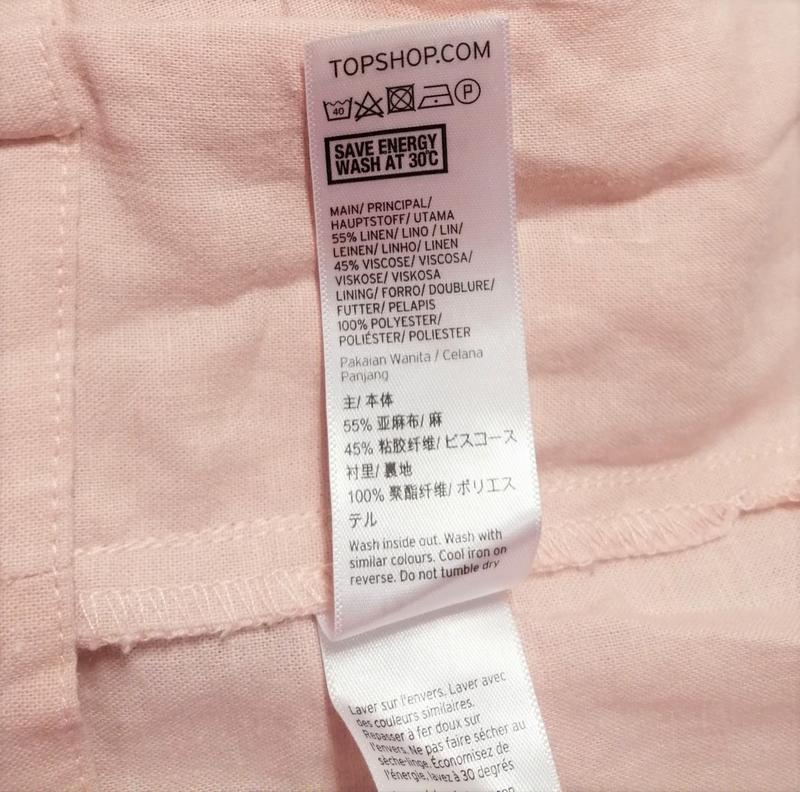 TOPSHOP.COM
40 P
SAVE ENERGY
WASH AT 30°C
MAIN/ PRINCIPAL/
HAUPTSTOFF/ UTAMA
55% LINEN/ LINO / LIN/
LEINEN/ LINHO/ LINEN
45% VISCOSE/ VISCOSA/
VISKOSE/ VISKOSA
LINING/ FORRO/ DOUBLURE/
FUTTER/ PELAPIS
100% POLYESTER/
POLIÉSTER/ POLIESTER
Pakaian Wanita / Celana
Panjang
主/ 本体
55% 亚麻布/ 麻
45% 粘胶纤维/ ビスコース
衬里/ 裏地
100% 聚酯纤维/ ポリエス
テル
Wash inside out. Wash with
similar colours. Cool iron on
reverse. Do not tumble dry
Laver sur l'envers. Laver avec
des couleurs similaires.
Repasser à fer doux sur
l'envers. Ne pas faire sécher au
sèche-linge. Économisez de
l'énergie, lavez à 30 degrés